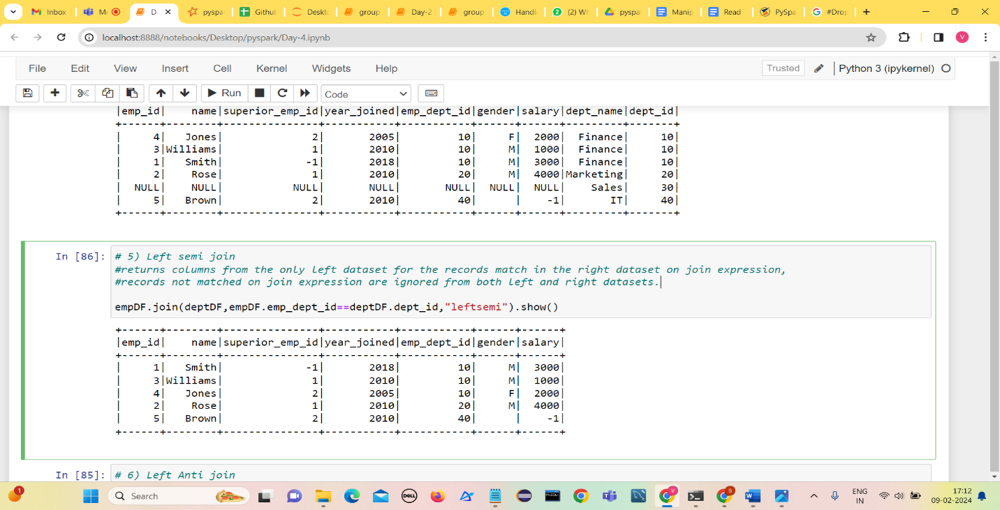 Inbox
M
D
pyspa
Githul
Deskt
group
Day-2
group
Handl
(2) W
pyspa
Manip
Read
PySpa
#Drop
localhost:8888/notebooks/Desktop/pyspark/Day-4.ipynb
V
File Edit View Insert Cell Kernel Widgets Help
Trusted
Python 3 (ipykernel)
Run
Code
|emp_id|    name|superior_emp_id|year_joined|emp_dept_id|gender|salary|dept_name|dept_id|
+------+--------+---------------+-----------+-----------+------+------+---------+-------+
|     4|   Jones|              2|       2005|         10|     F|  2000|  Finance|     10|
|     3|Williams|              1|       2010|         10|     M|  1000|  Finance|     10|
|     1|   Smith|             -1|       2018|         10|     M|  3000|  Finance|     10|
|     2|    Rose|              1|       2010|         20|     M|  4000|Marketing|     20|
|  NULL|    NULL|           NULL|       NULL|       NULL|  NULL|  NULL|    Sales|     30|
|     5|   Brown|              2|       2010|         40|      |    -1|       IT|     40|
+------+--------+---------------+-----------+-----------+------+------+---------+-------+
In [86]:
# 5) Left semi join
#returns columns from the only left dataset for the records match in the right dataset on join expression,
#records not matched on join expression are ignored from both left and right datasets.
empDF.join(deptDF,empDF.emp_dept_id==deptDF.dept_id,"leftsemi").show()
+------+--------+---------------+-----------+-----------+------+------+
|emp_id|    name|superior_emp_id|year_joined|emp_dept_id|gender|salary|
+------+--------+---------------+-----------+-----------+------+------+
|     1|   Smith|             -1|       2018|         10|     M|  3000|
|     3|Williams|              1|       2010|         10|     M|  1000|
|     4|   Jones|              2|       2005|         10|     F|  2000|
|     2|    Rose|              1|       2010|         20|     M|  4000|
|     5|   Brown|              2|       2010|         40|      |    -1|
+------+--------+---------------+-----------+-----------+------+------+
In [85]:
# 6) Left Anti join
1
Search
DELL
V
S
ENG
IN
17:12
09-02-2024